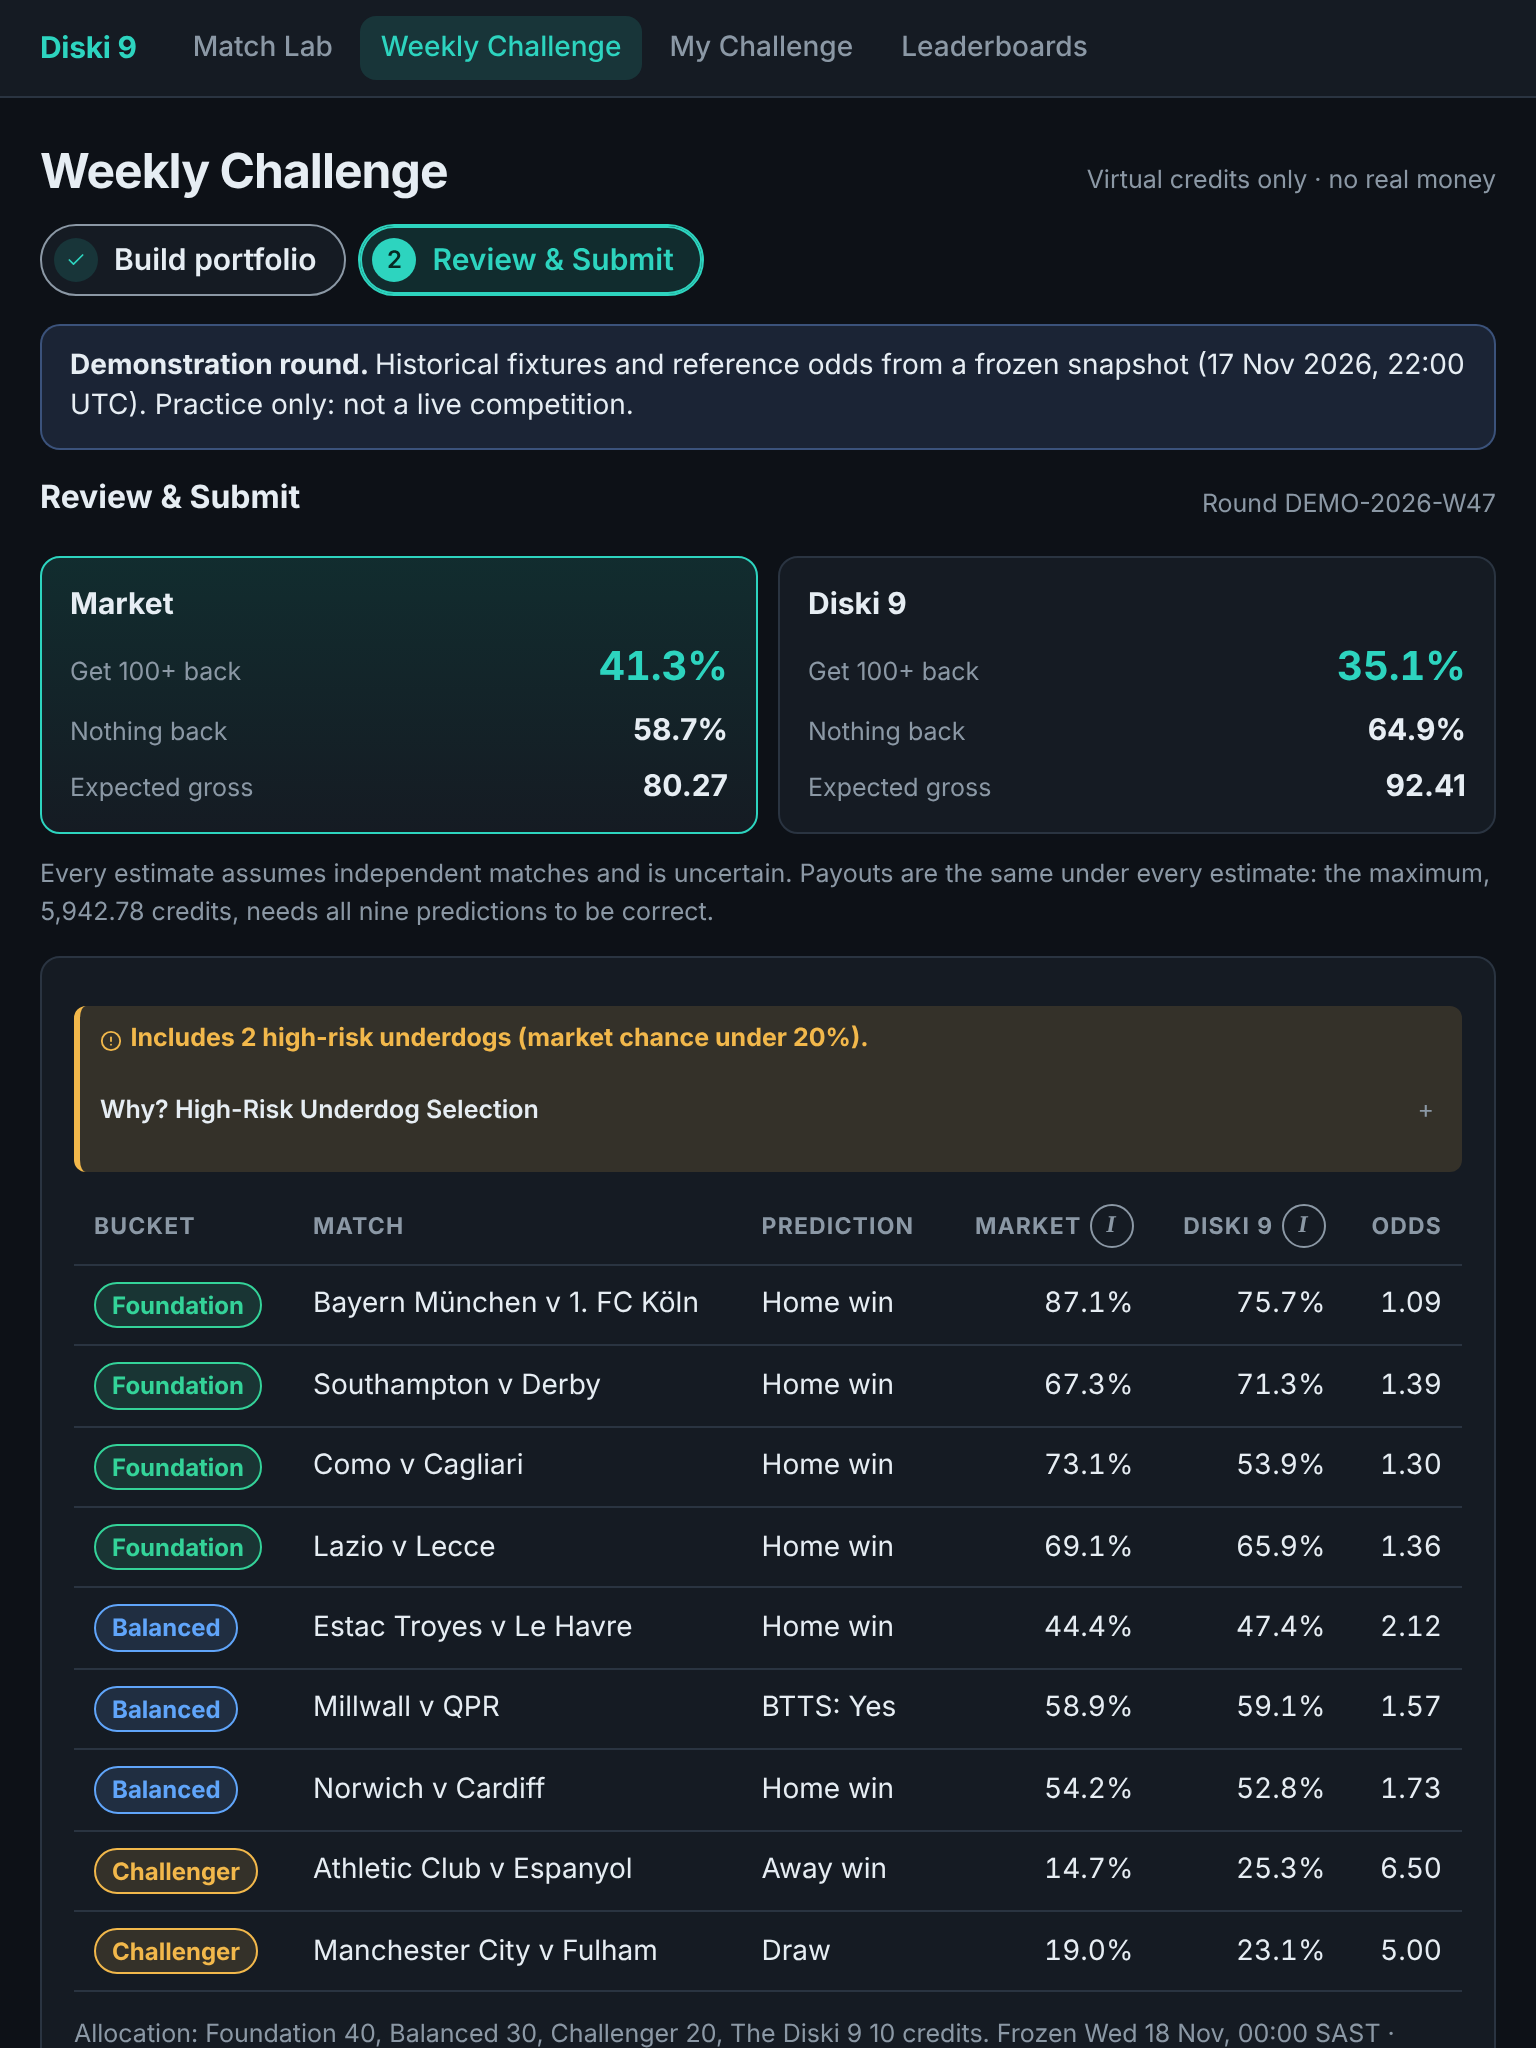 Diski 9 Match Lab Weekly Challenge My Challenge Leaderboards
Weekly Challenge
Virtual credits only · no real money
✓ Build portfolio
2 Review & Submit
Demonstration round. Historical fixtures and reference odds from a frozen snapshot (17 Nov 2026, 22:00
UTC). Practice only: not a live competition.
Review & Submit
Round DEMO-2026-W47
Market
Get 100+ back 41.3%
Nothing back 58.7%
Expected gross 80.27
Diski 9
Get 100+ back 35.1%
Nothing back 64.9%
Expected gross 92.41
Every estimate assumes independent matches and is uncertain. Payouts are the same under every estimate: the maximum,
5,942.78 credits, needs all nine predictions to be correct.
Includes 2 high-risk underdogs (market chance under 20%).
Why? High-Risk Underdog Selection +
BUCKET MATCH PREDICTION MARKET I DISKI 9 I ODDS
Foundation Bayern München v 1. FC Köln Home win 87.1% 75.7% 1.09
Foundation Southampton v Derby Home win 67.3% 71.3% 1.39
Foundation Como v Cagliari Home win 73.1% 53.9% 1.30
Foundation Lazio v Lecce Home win 69.1% 65.9% 1.36
Balanced Estac Troyes v Le Havre Home win 44.4% 47.4% 2.12
Balanced Millwall v QPR BTTS: Yes 58.9% 59.1% 1.57
Balanced Norwich v Cardiff Home win 54.2% 52.8% 1.73
Challenger Athletic Club v Espanyol Away win 14.7% 25.3% 6.50
Challenger Manchester City v Fulham Draw 19.0% 23.1% 5.00
Allocation: Foundation 40, Balanced 30, Challenger 20, The Diski 9 10 credits. Frozen Wed 18 Nov, 00:00 SAST ·